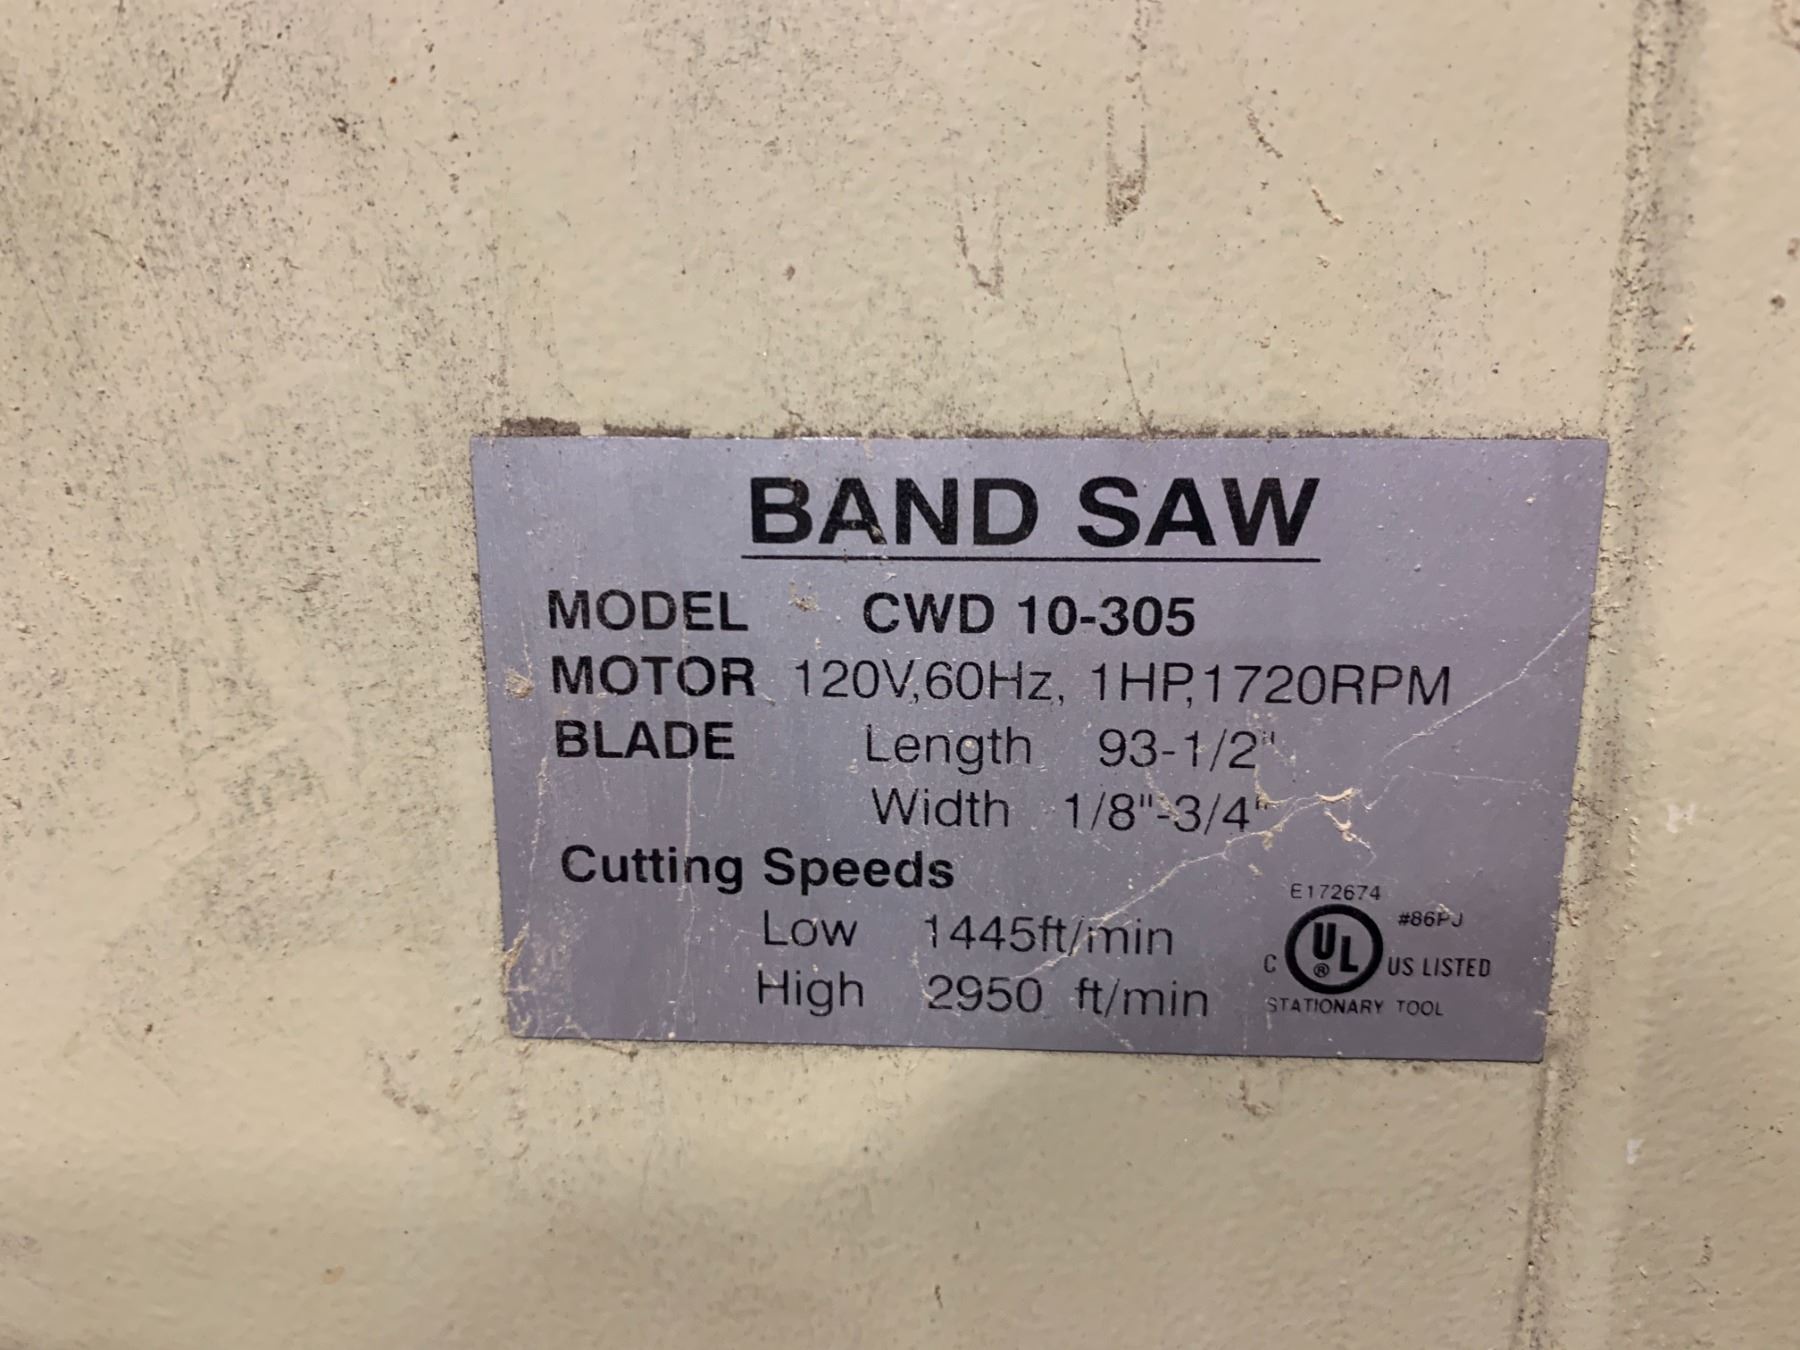 BAND SAW
MODEL CWD 10-305
MOTOR 120V,60Hz, 1HP,1720RPM
BLADE Length 93-1/2"
Width 1/8"-3/4"
Cutting Speeds
Low 1445ft/min
High 2950 ft/min
E172674
#86PJ
C UL ® US LISTED
STATIONARY TOOL